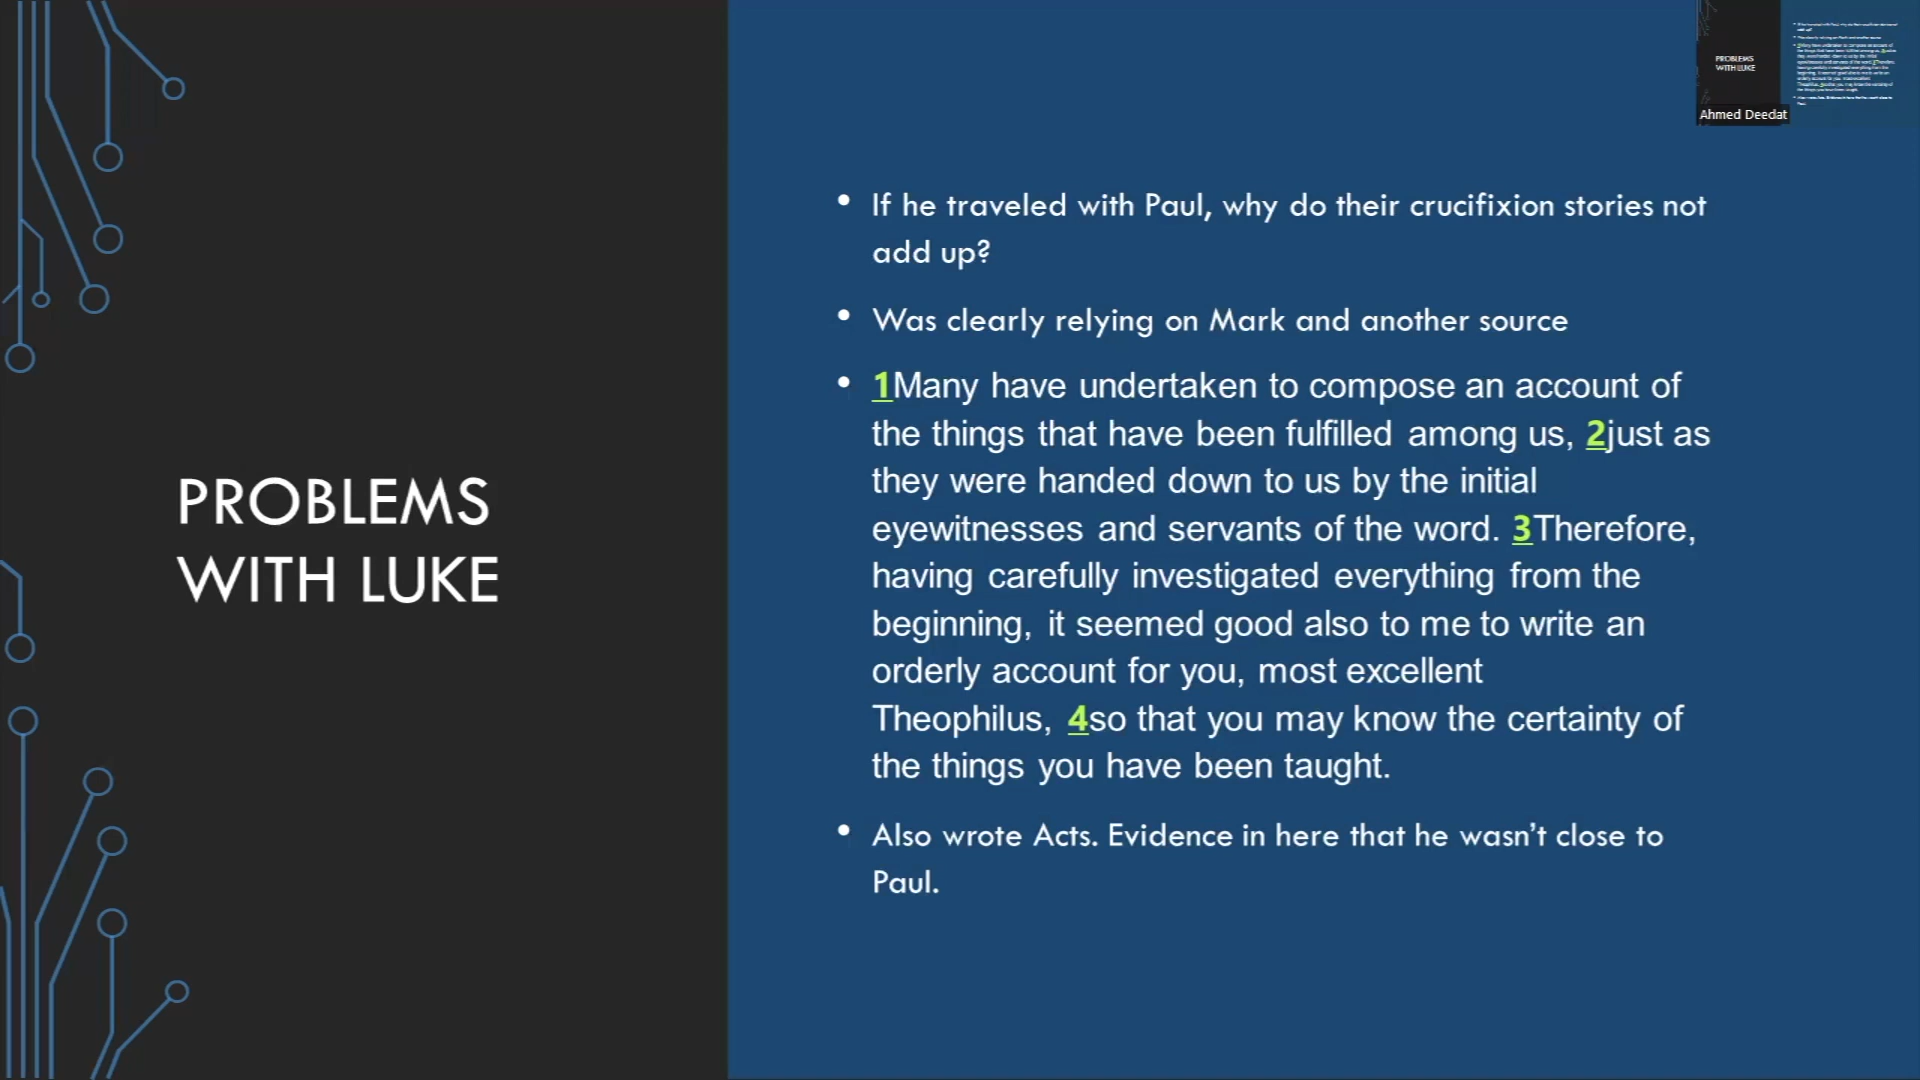 PROBLEMS
WITH LUKE
• If he traveled with Paul, why do their crucifixion stories not
add up?
• Was clearly relying on Mark and another source
• 1Many have undertaken to compose an account of
the things that have been fulfilled among us, 2just as
they were handed down to us by the initial
eyewitnesses and servants of the word. 3Therefore,
having carefully investigated everything from the
beginning, it seemed good also to me to write an
orderly account for you, most excellent
Theophilus, 4so that you may know the certainty of
the things you have been taught.
• Also wrote Acts. Evidence in here that he wasn’t close to
Paul.
PROBLEMS
WITH LUKE
Ahmed Deedat